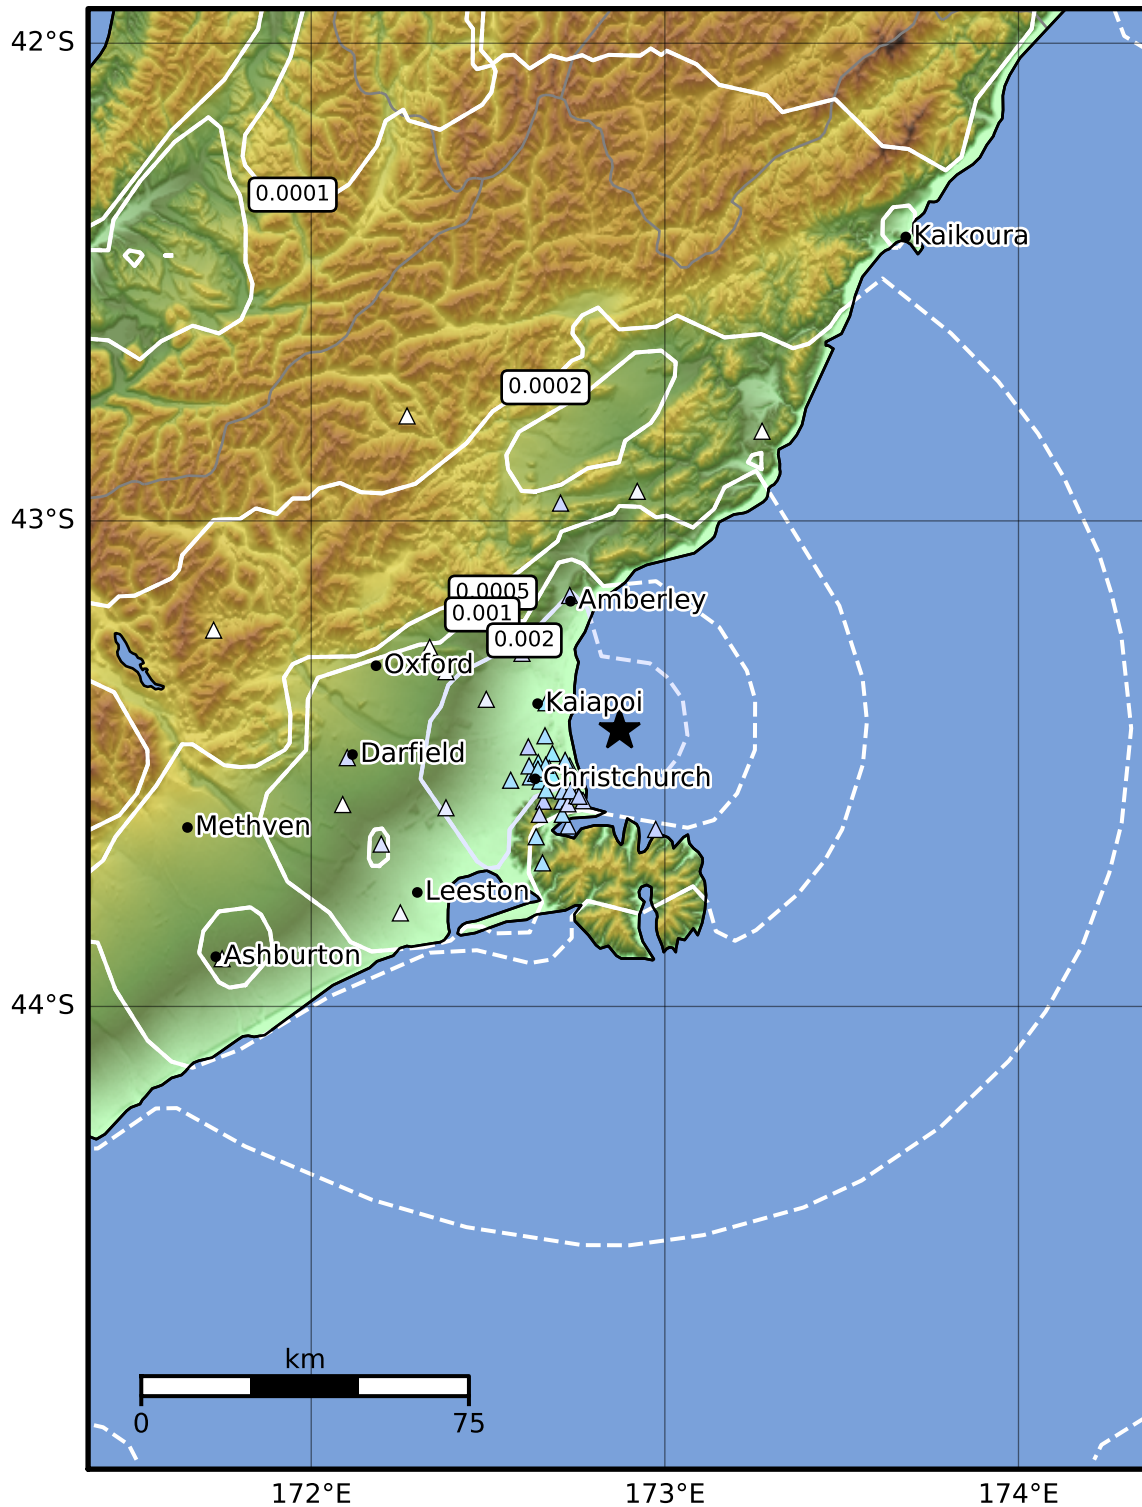 42°S
0.0001
Kaikoura
0.0002
43°S
0.0005
Amberley
0.001
0.002
Oxford
Kaiapoi
Darfield
Christchurch
Methven
Leeston
Ashburton
44°S
km
0
75
172°E
173°E
174°E